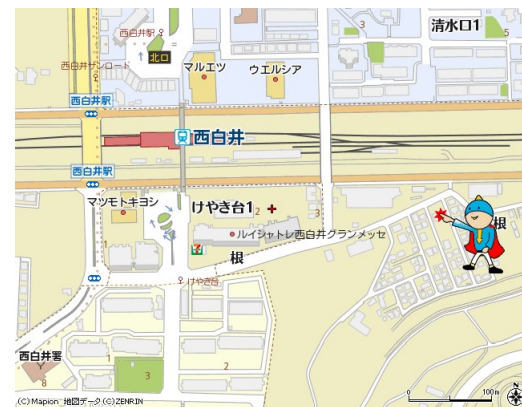 清水口1
3
5
西白井駅
北口
西白井サンロード
マルエツ
ウエルシア
西白井駅
西白井
西白井駅
マツモトキヨシ
けやき台1
2
3
ルイシャトレ西白井グランメッセ
根
根
1
けやき台
西白井署
1
2
3
8
0
100m
N
(C)Mapion 地図データ(C)ZENRIN